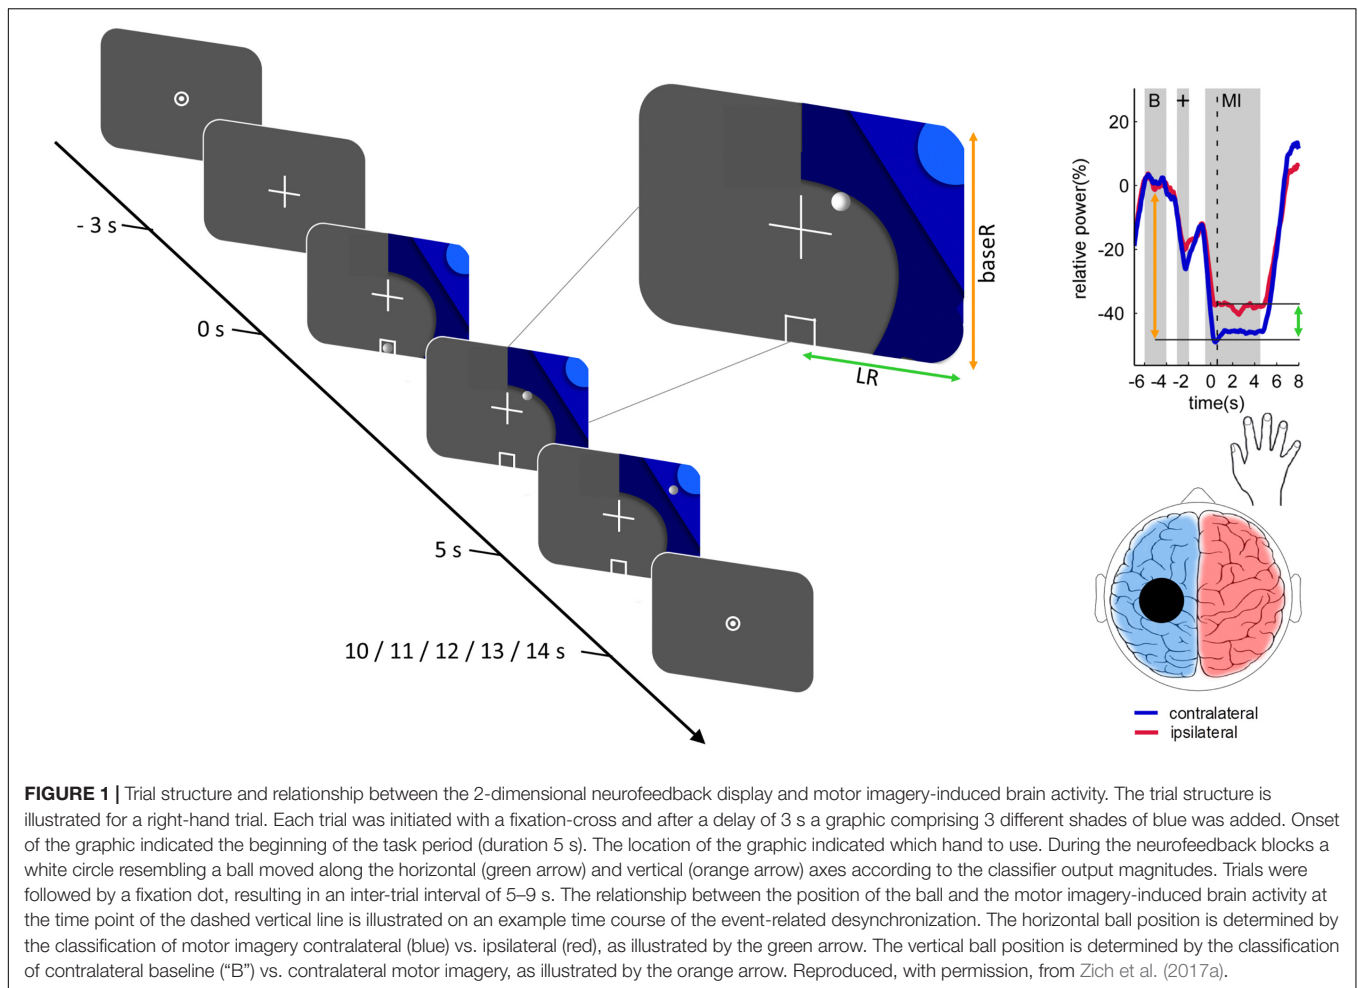 - 3 s
0 s
5 s
10 / 11 / 12 / 13 / 14 s
baseR
LR
B + MI
relative power(%)
20
0
-20
-40
-6 -4 -2 0 2 4 6 8
time(s)
contralateral
ipsilateral
FIGURE 1 | Trial structure and relationship between the 2-dimensional neurofeedback display and motor imagery-induced brain activity. The trial structure is
illustrated for a right-hand trial. Each trial was initiated with a fixation-cross and after a delay of 3 s a graphic comprising 3 different shades of blue was added. Onset
of the graphic indicated the beginning of the task period (duration 5 s). The location of the graphic indicated which hand to use. During the neurofeedback blocks a
white circle resembling a ball moved along the horizontal (green arrow) and vertical (orange arrow) axes according to the classifier output magnitudes. Trials were
followed by a fixation dot, resulting in an inter-trial interval of 5–9 s. The relationship between the position of the ball and the motor imagery-induced brain activity at
the time point of the dashed vertical line is illustrated on an example time course of the event-related desynchronization. The horizontal ball position is determined by
the classification of motor imagery contralateral (blue) vs. ipsilateral (red), as illustrated by the green arrow. The vertical ball position is determined by the classification
of contralateral baseline (“B”) vs. contralateral motor imagery, as illustrated by the orange arrow. Reproduced, with permission, from Zich et al. (2017a).